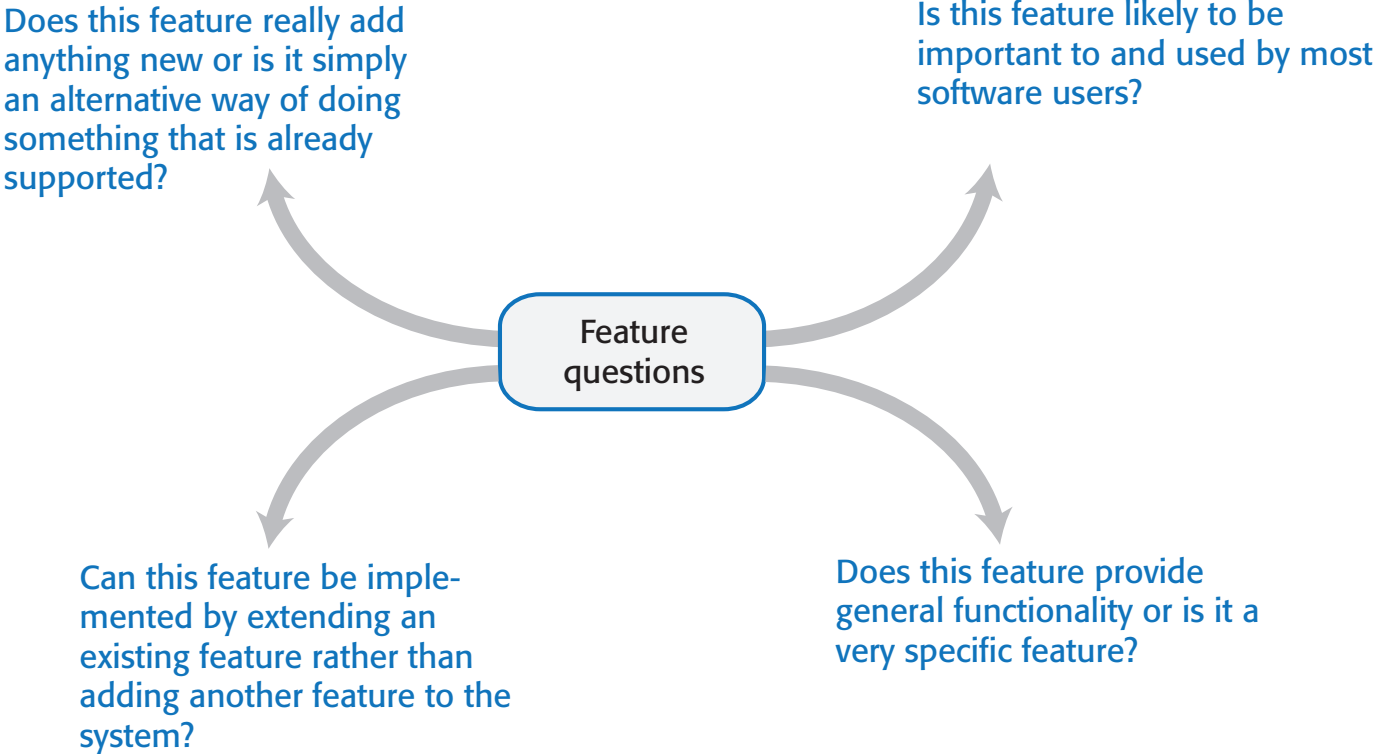 Does this feature really add
anything new or is it simply
an alternative way of doing
something that is already
supported?
Is this feature likely to be
important to and used by most
software users?
Feature
questions
Can this feature be imple-
mented by extending an
existing feature rather than
adding another feature to the
system?
Does this feature provide
general functionality or is it a
very specific feature?